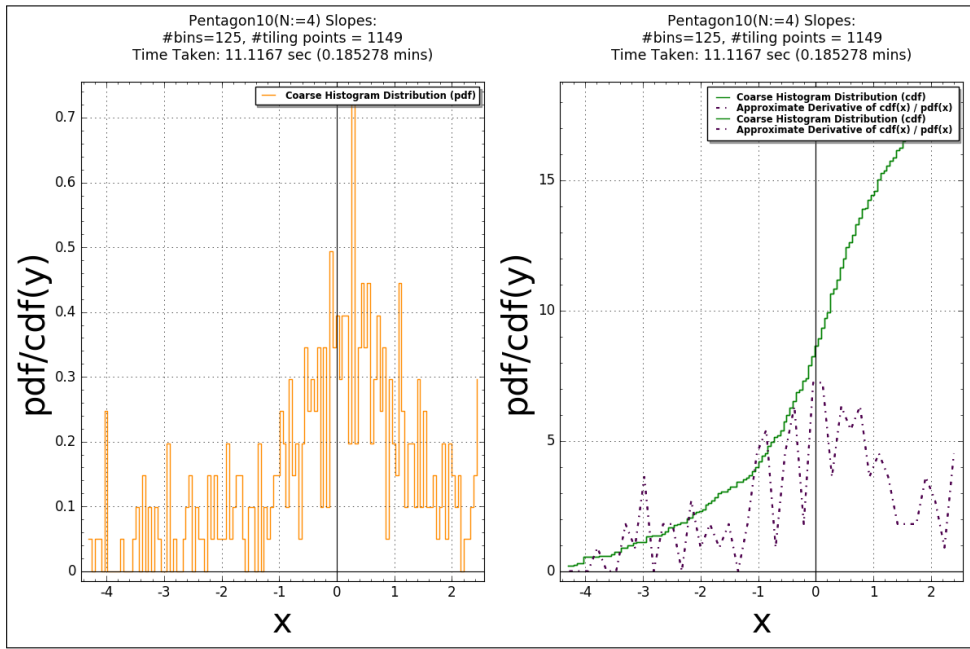 Pentagon10(N:=4) Slopes:
#bins=125, #tiling points = 1149
Time Taken: 11.1167 sec (0.185278 mins)
Coarse Histogram Distribution (pdf)
0.7
0.6
0.5
0.4
0.3
0.2
0.1
0
pdf/cdf(y)
-4
-3
-2
-1
0
1
2
x
Pentagon10(N:=4) Slopes:
#bins=125, #tiling points = 1149
Time Taken: 11.1167 sec (0.185278 mins)
Coarse Histogram Distribution (cdf)
Approximate Derivative of cdf(x) / pdf(x)
Coarse Histogram Distribution (cdf)
Approximate Derivative of cdf(x) / pdf(x)
15
10
5
0
pdf/cdf(y)
-4
-3
-2
-1
0
1
2
x